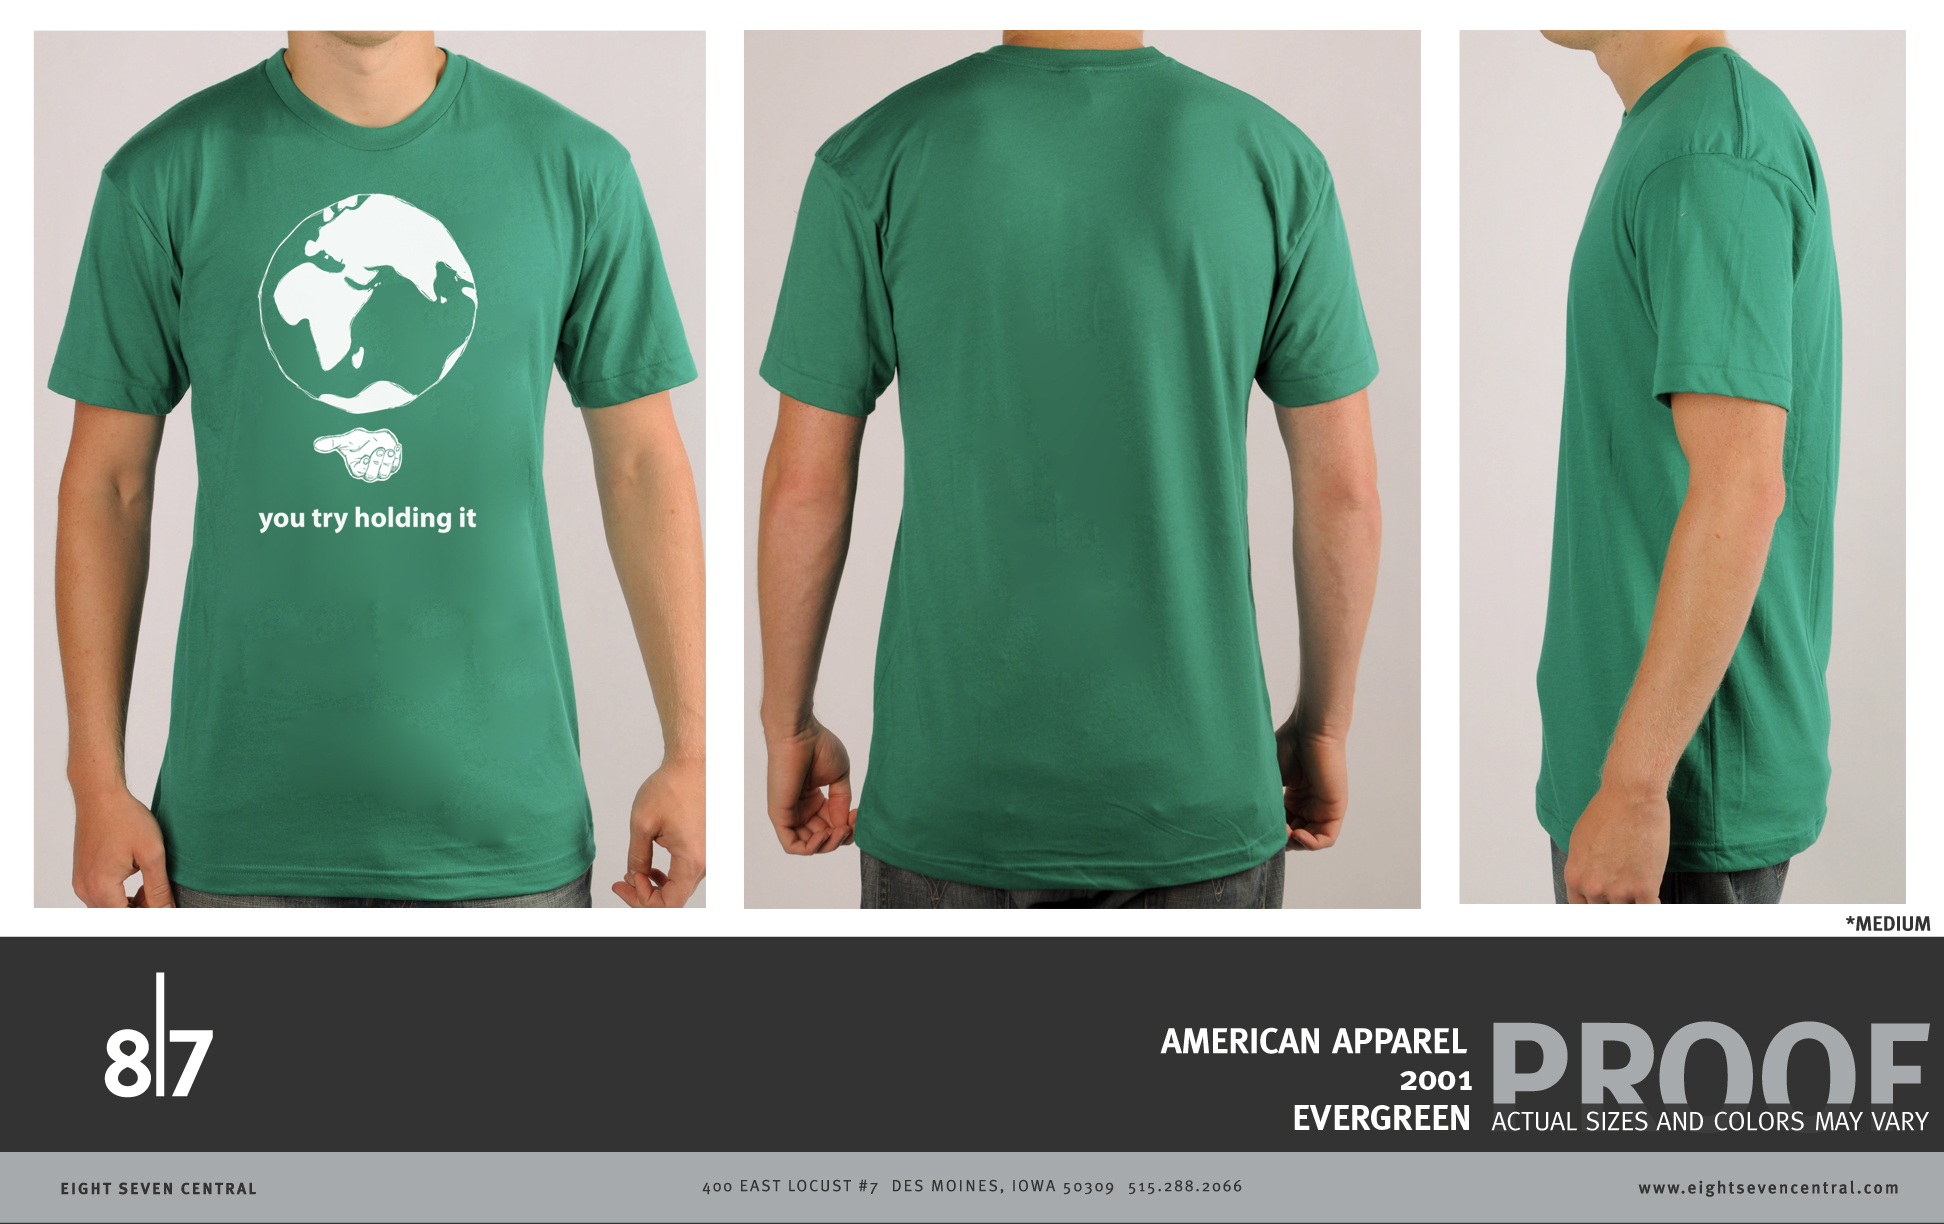 you try holding it
*MEDIUM
8|7
AMERICAN APPAREL
2001
EVERGREEN
PROOF
ACTUAL SIZES AND COLORS MAY VARY
EIGHT SEVEN CENTRAL
400 EAST LOCUST #7 DES MOINES, IOWA 50309 515.288.2066
www.eightsevencentral.com